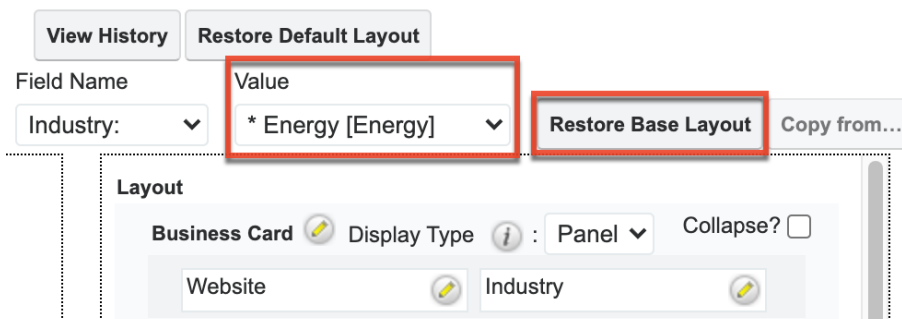 View History Restore Default Layout
Field Name Value
Industry: * Energy [Energy] Restore Base Layout Copy from...
Layout
Business Card Display Type i : Panel Collapse?
Website Industry